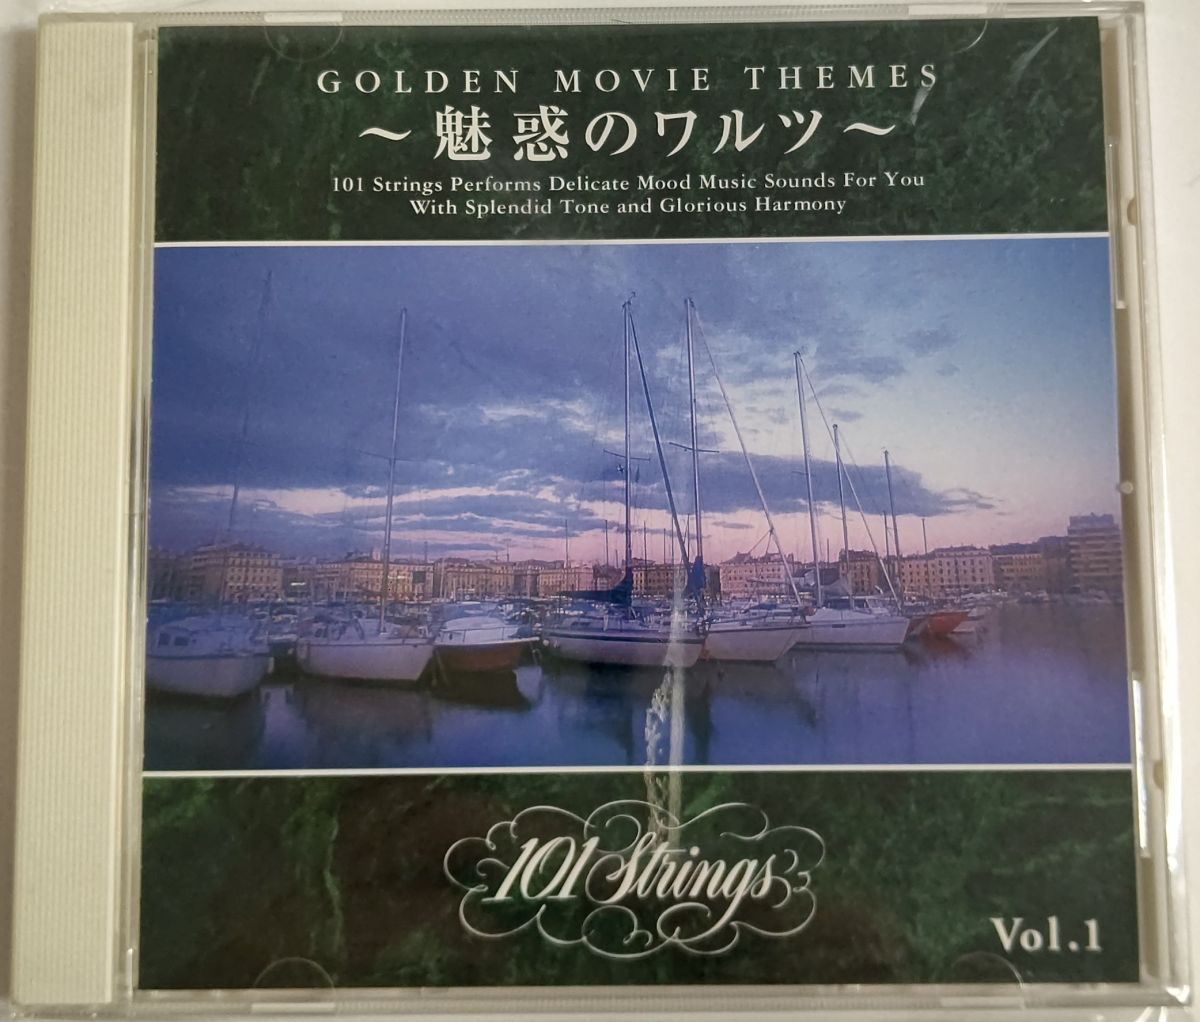 GOLDEN MOVIE THEMES
～魅惑のワルツ～
101 Strings Performs Delicate Mood Music Sounds For You
With Splendid Tone and Glorious Harmony
101 Strings
Vol.1